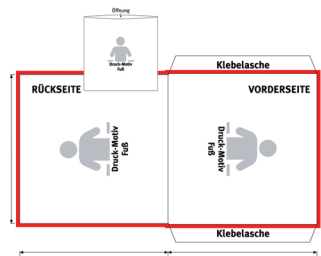 Öffnung
Druck-Motiv
Fuß
Klebelasche
RÜCKSEITE
VORDERSEITE
Druck-Motiv
Fuß
Druck-Motiv
Fuß
Klebelasche